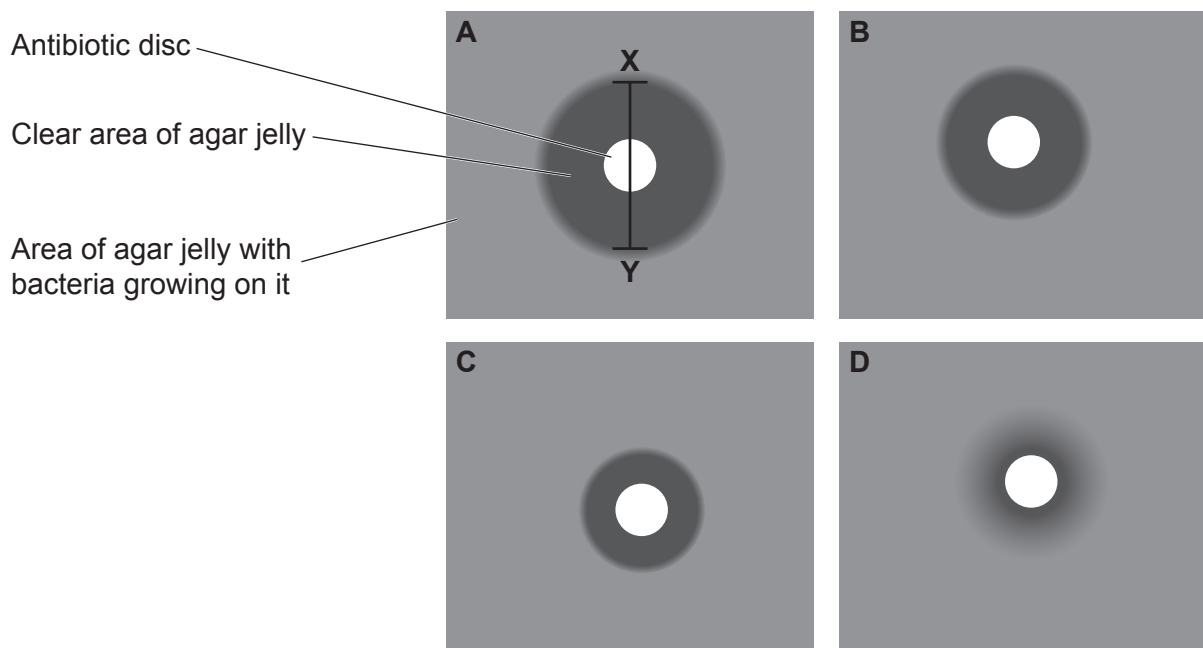 Antibiotic disc
Clear area of agar jelly
Area of agar jelly with
bacteria growing on it
A
X
Y
B
C
D